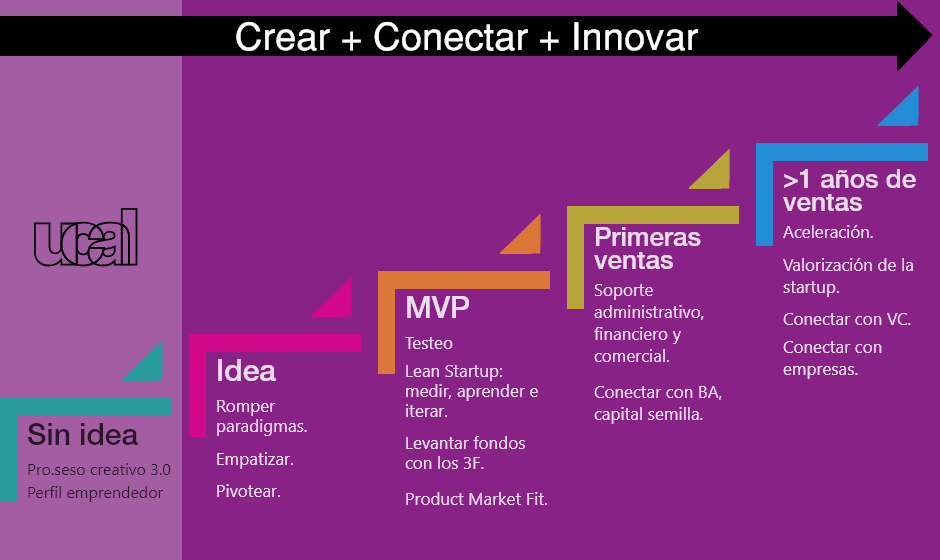 Crear + Conectar + Innovar
ucal
Sin idea
Pro.seso creativo 3.0
Perfil emprendedor
Idea
Romper
paradigmas.
Empatizar.
Pivotear.
MVP
Testeo
Lean Startup:
medir, aprender e
iterar.
Levantar fondos
con los 3F.
Product Market Fit.
Primeras
ventas
Soporte
administrativo,
financiero y
comercial.
Conectar con BA,
capital semilla.
>1 años de
ventas
Aceleración.
Valorización de la
startup.
Conectar con VC.
Conectar con
empresas.